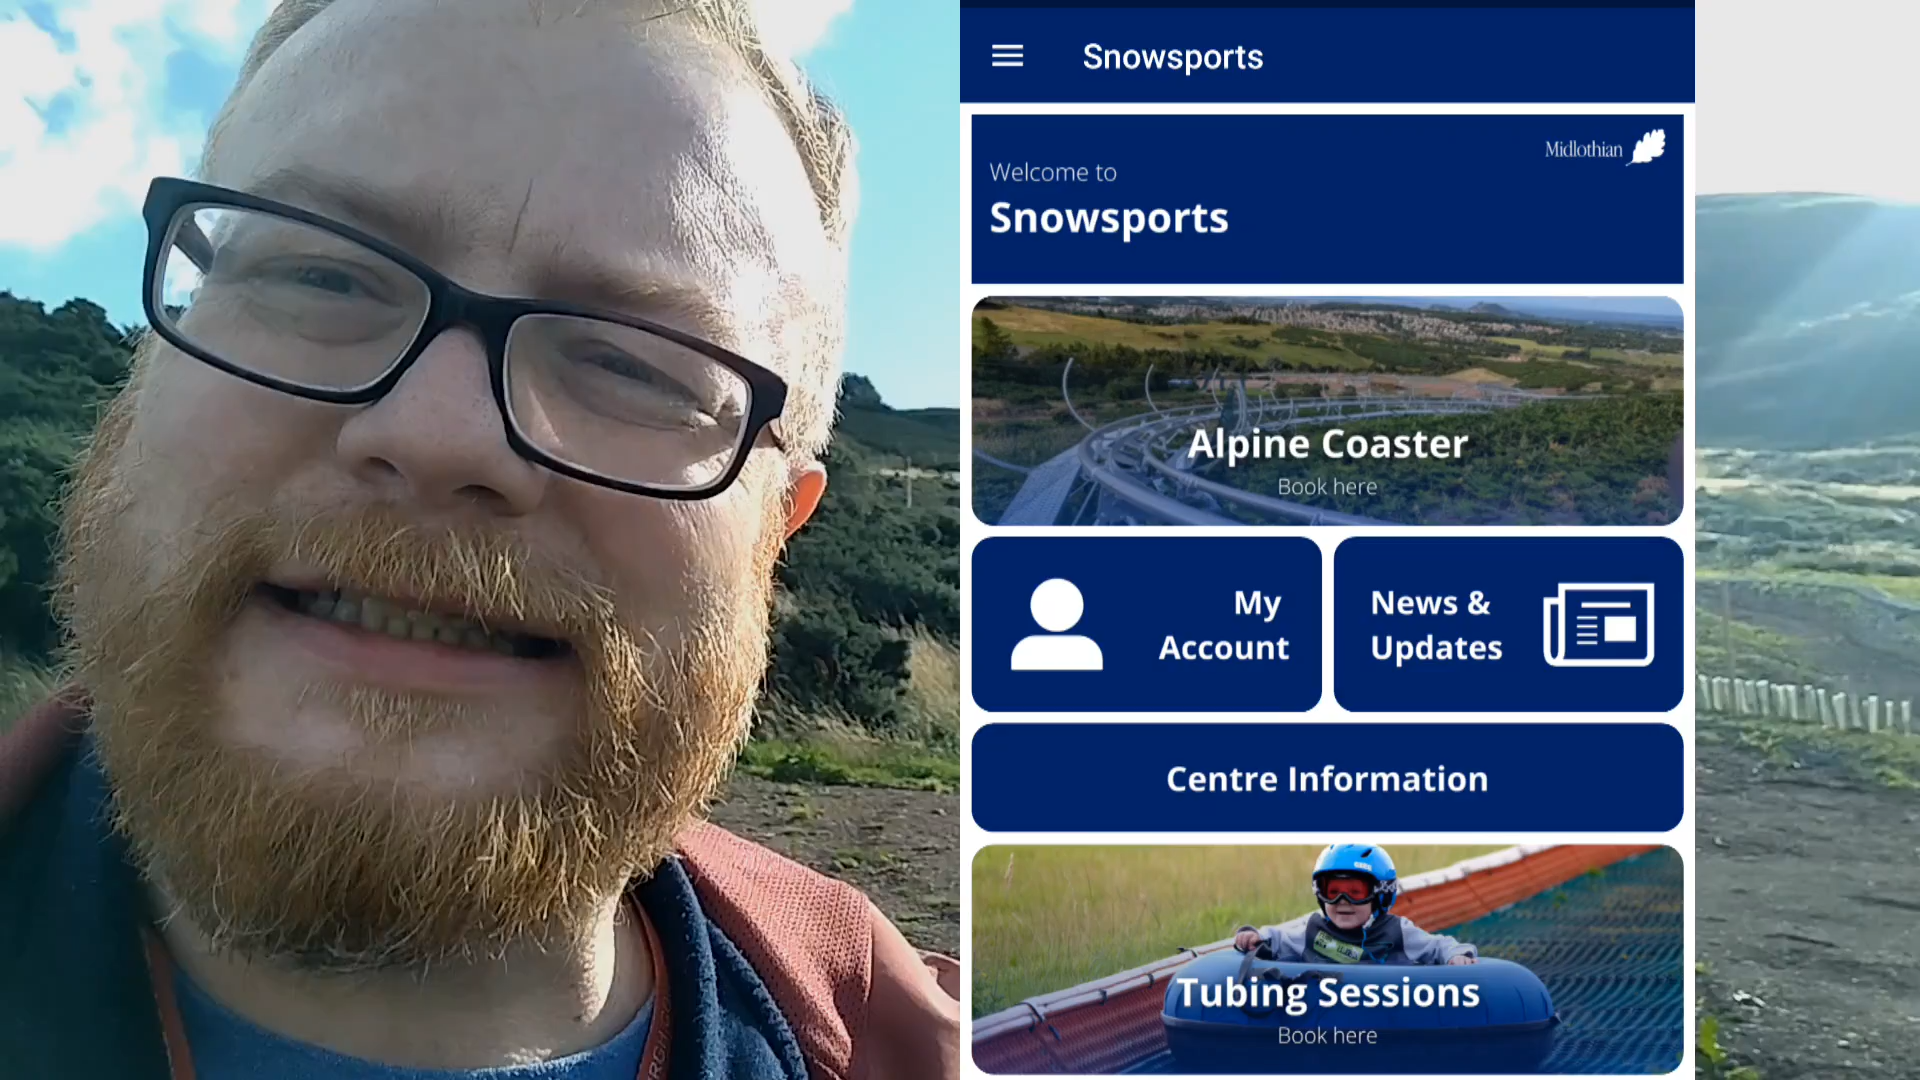 Snowsports
Midlothian
Welcome to
Snowsports
Alpine Coaster
Book here
My
Account
News &
Updates
Centre Information
Tubing Sessions
Book here